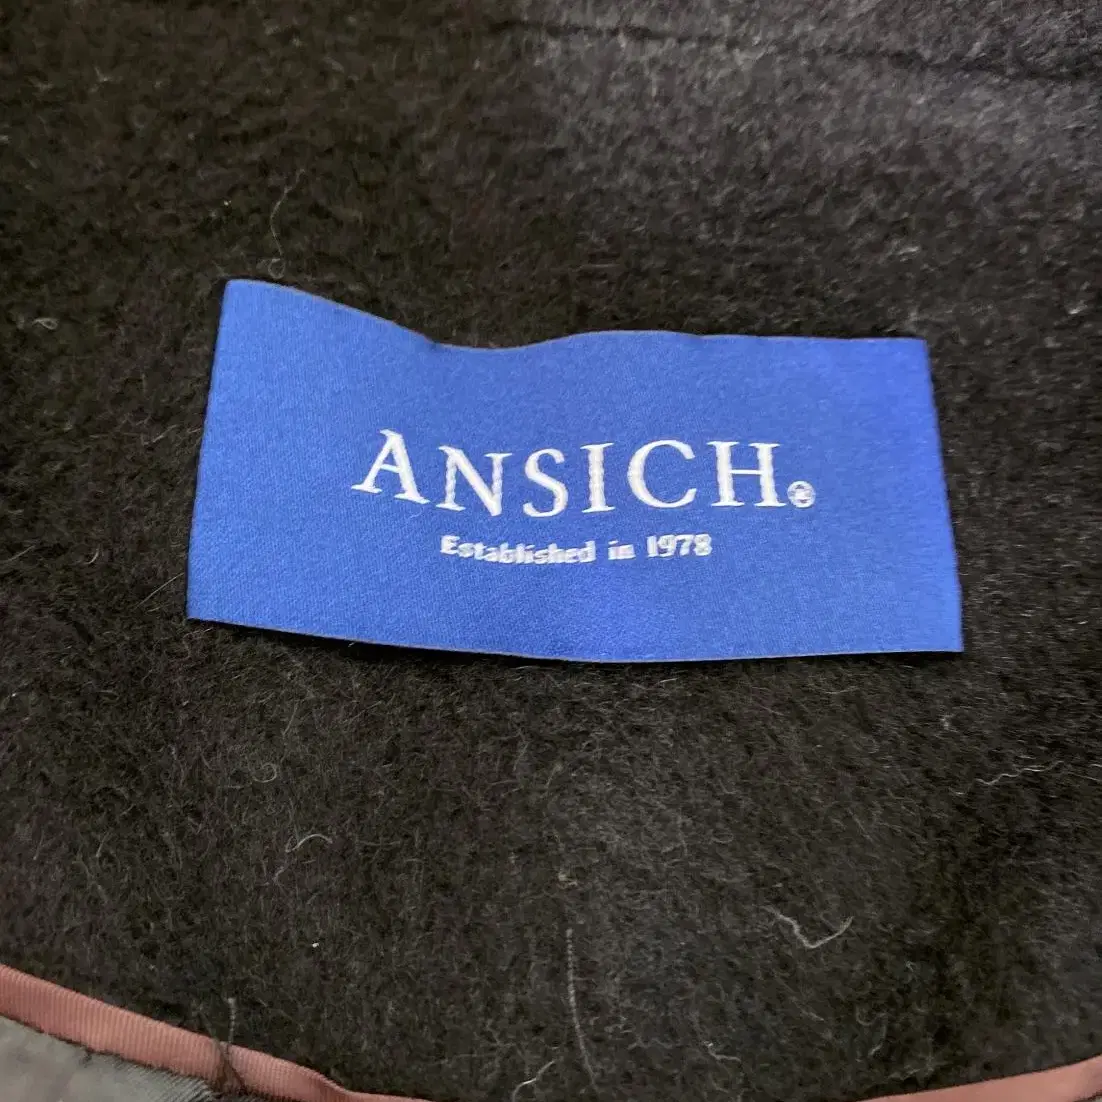 ANSICH®
Established in 1978